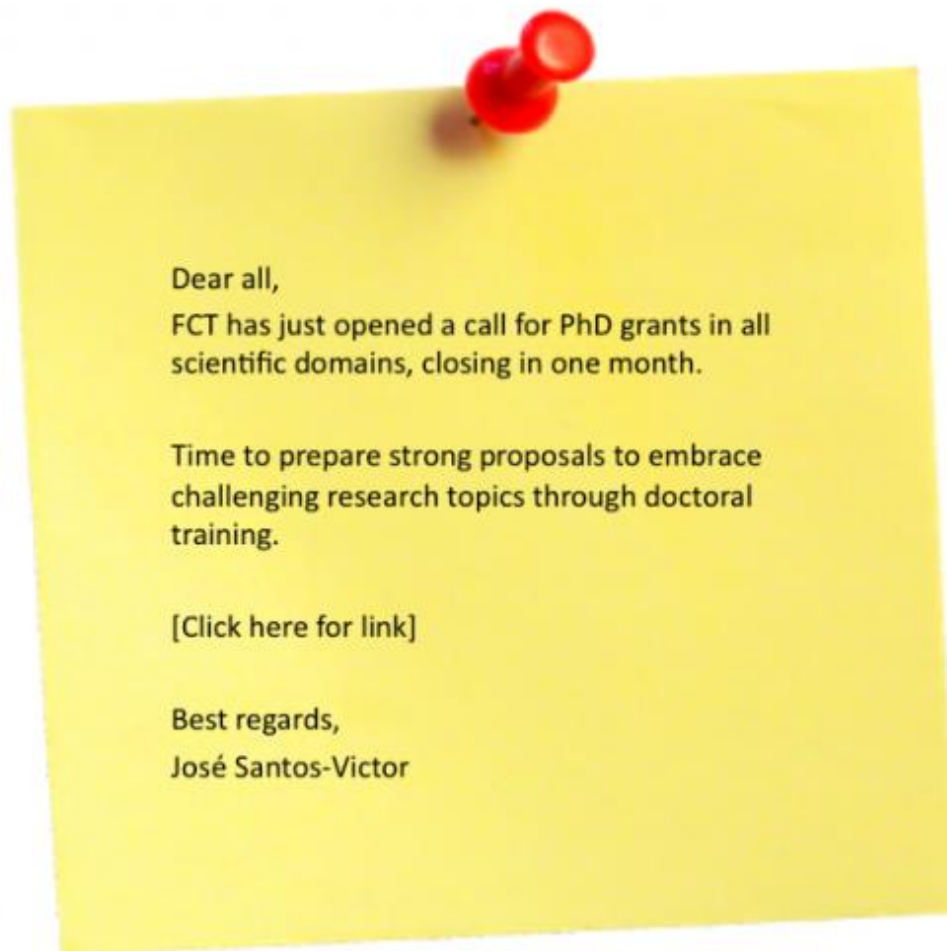 Dear all,
FCT has just opened a call for PhD grants in all
scientific domains, closing in one month.
Time to prepare strong proposals to embrace
challenging research topics through doctoral
training.
[Click here for link]
Best regards,
José Santos-Victor